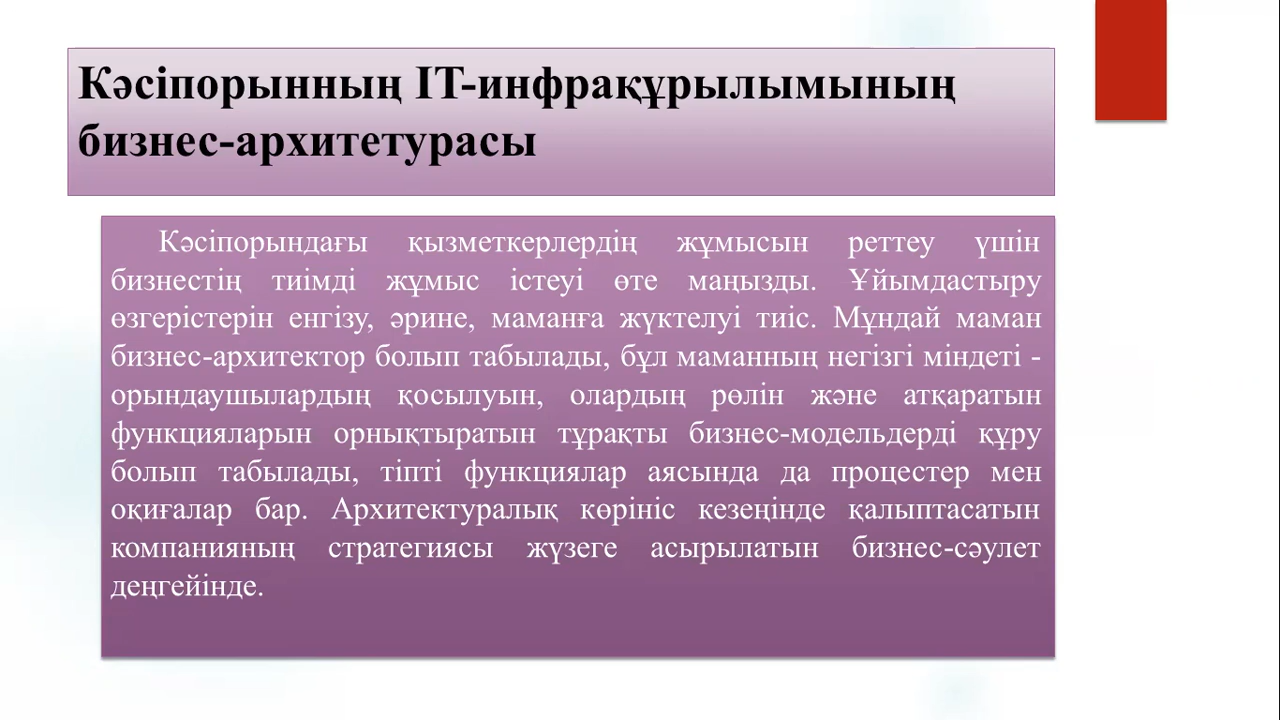 Кәсіпорынның IT-инфрақұрылымының
бизнес-архитетурасы
Кәсіпорындағы қызметкерлердің жұмысын реттеу үшін
бизнестің тиімді жұмыс істеуі өте маңызды. Ұйымдастыру
өзгерістерін енгізу, әрине, маманға жүктелуі тиіс. Мұндай маман
бизнес-архитектор болып табылады, бұл маманның негізгі міндеті -
орындаушылардың қосылуын, олардың рөлін және атқаратын
функцияларын орнықтыратын тұрақты бизнес-модельдерді құру
болып табылады, тіпті функциялар аясында да процестер мен
оқиғалар бар. Архитектуралық көрініс кезеңінде қалыптасатын
компанияның стратегиясы жүзеге асырылатын бизнес-сәулет
деңгейінде.